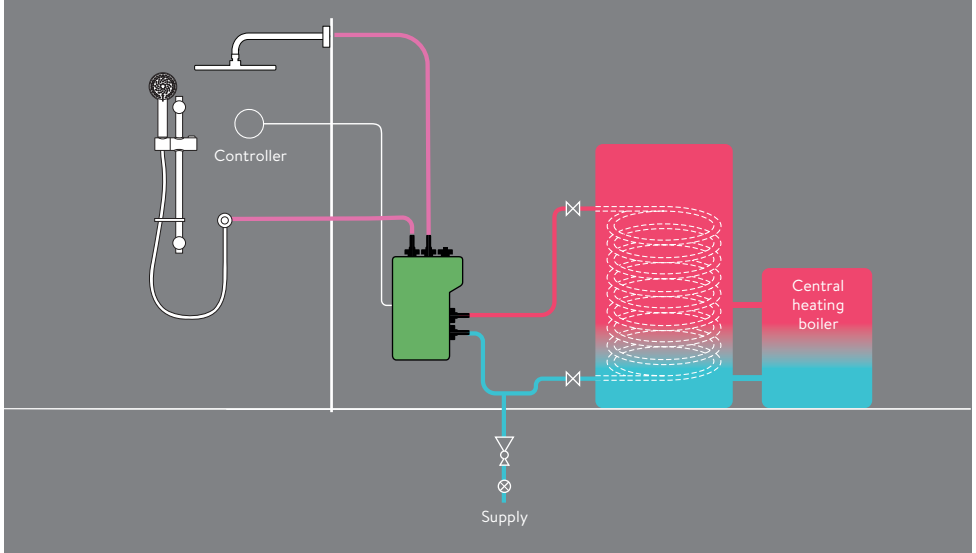 Controller
Central
heating
boiler
Supply